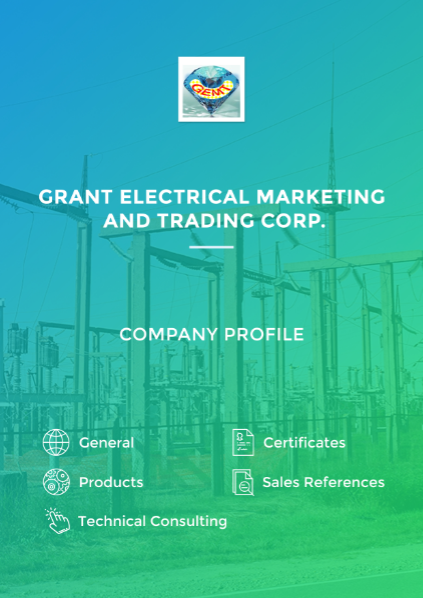 GEMT
GRANT ELECTRICAL MARKETING
AND TRADING CORP.
COMPANY PROFILE
General
Certificates
Products
Sales References
Technical Consulting